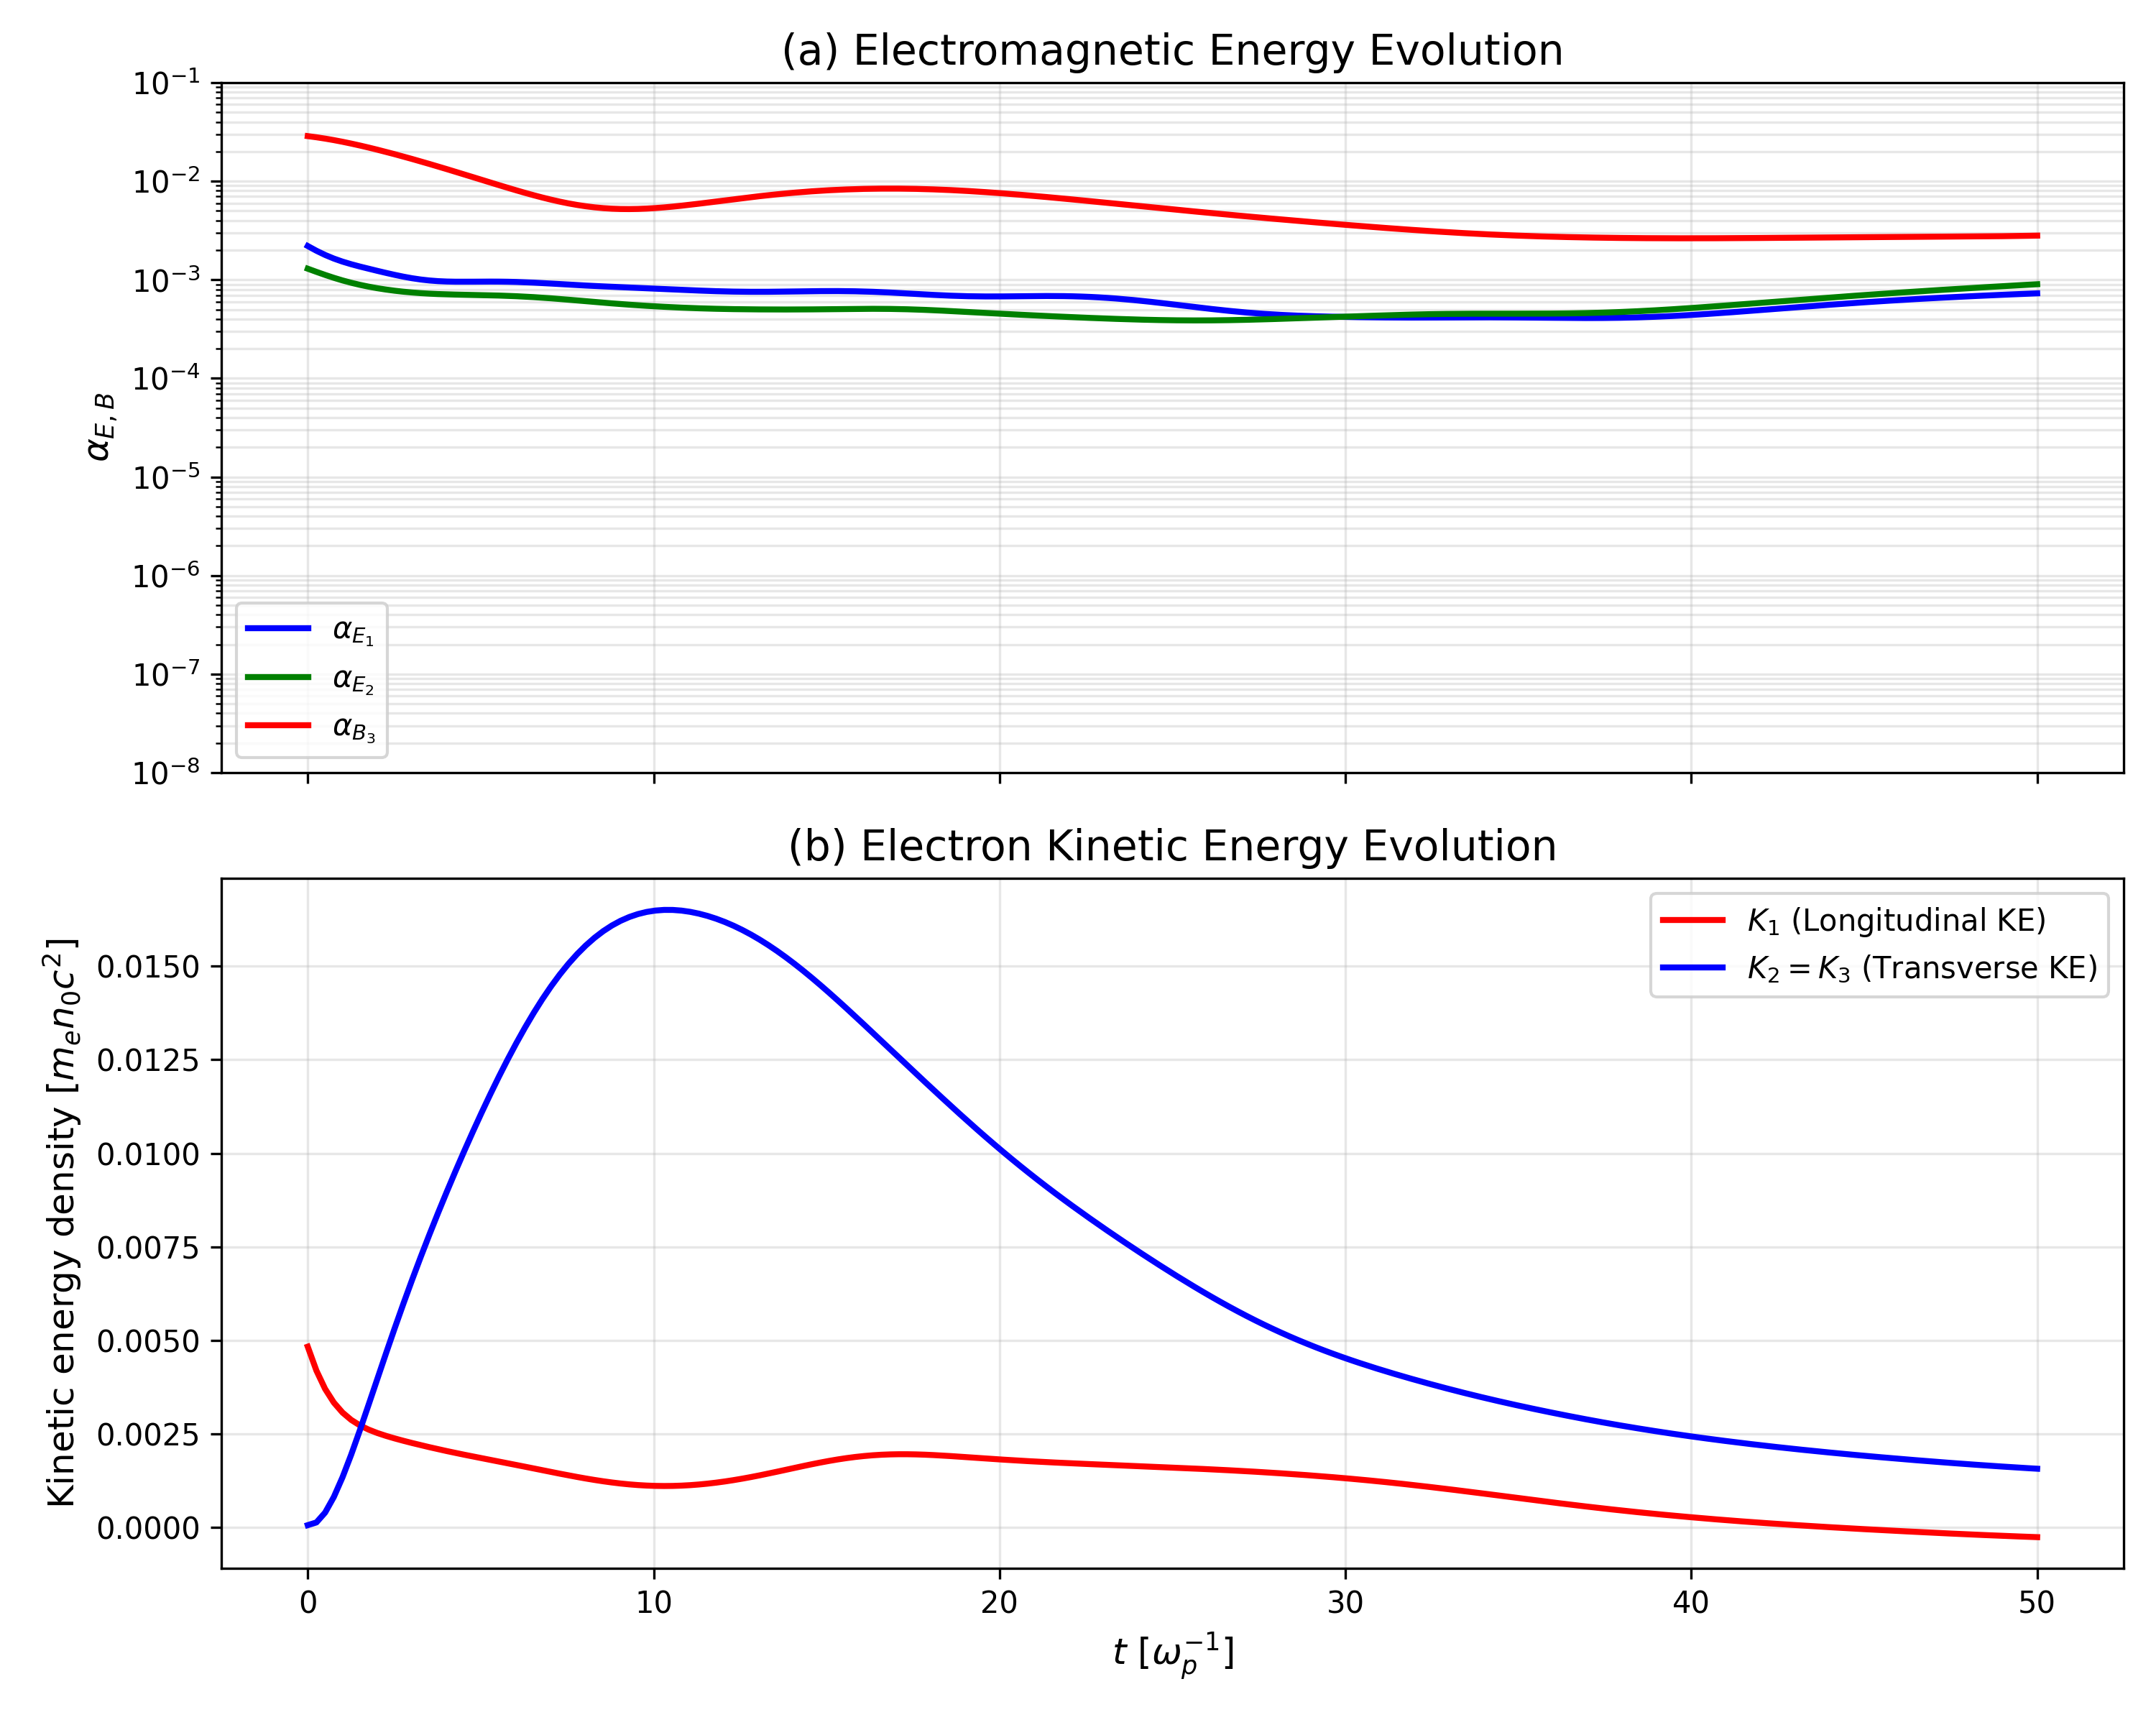 (a) Electromagnetic Energy Evolution
α_{E, B}
10^{-1}
10^{-2}
10^{-3}
10^{-4}
10^{-5}
10^{-6}
10^{-7}
10^{-8}
α_{E_1}
α_{E_2}
α_{B_3}
(b) Electron Kinetic Energy Evolution
Kinetic energy density [m_e n_0 c^2]
0.0150
0.0125
0.0100
0.0075
0.0050
0.0025
0.0000
K_1 (Longitudinal KE)
K_2 = K_3 (Transverse KE)
0 10 20 30 40 50
t [ω_p^{-1}]